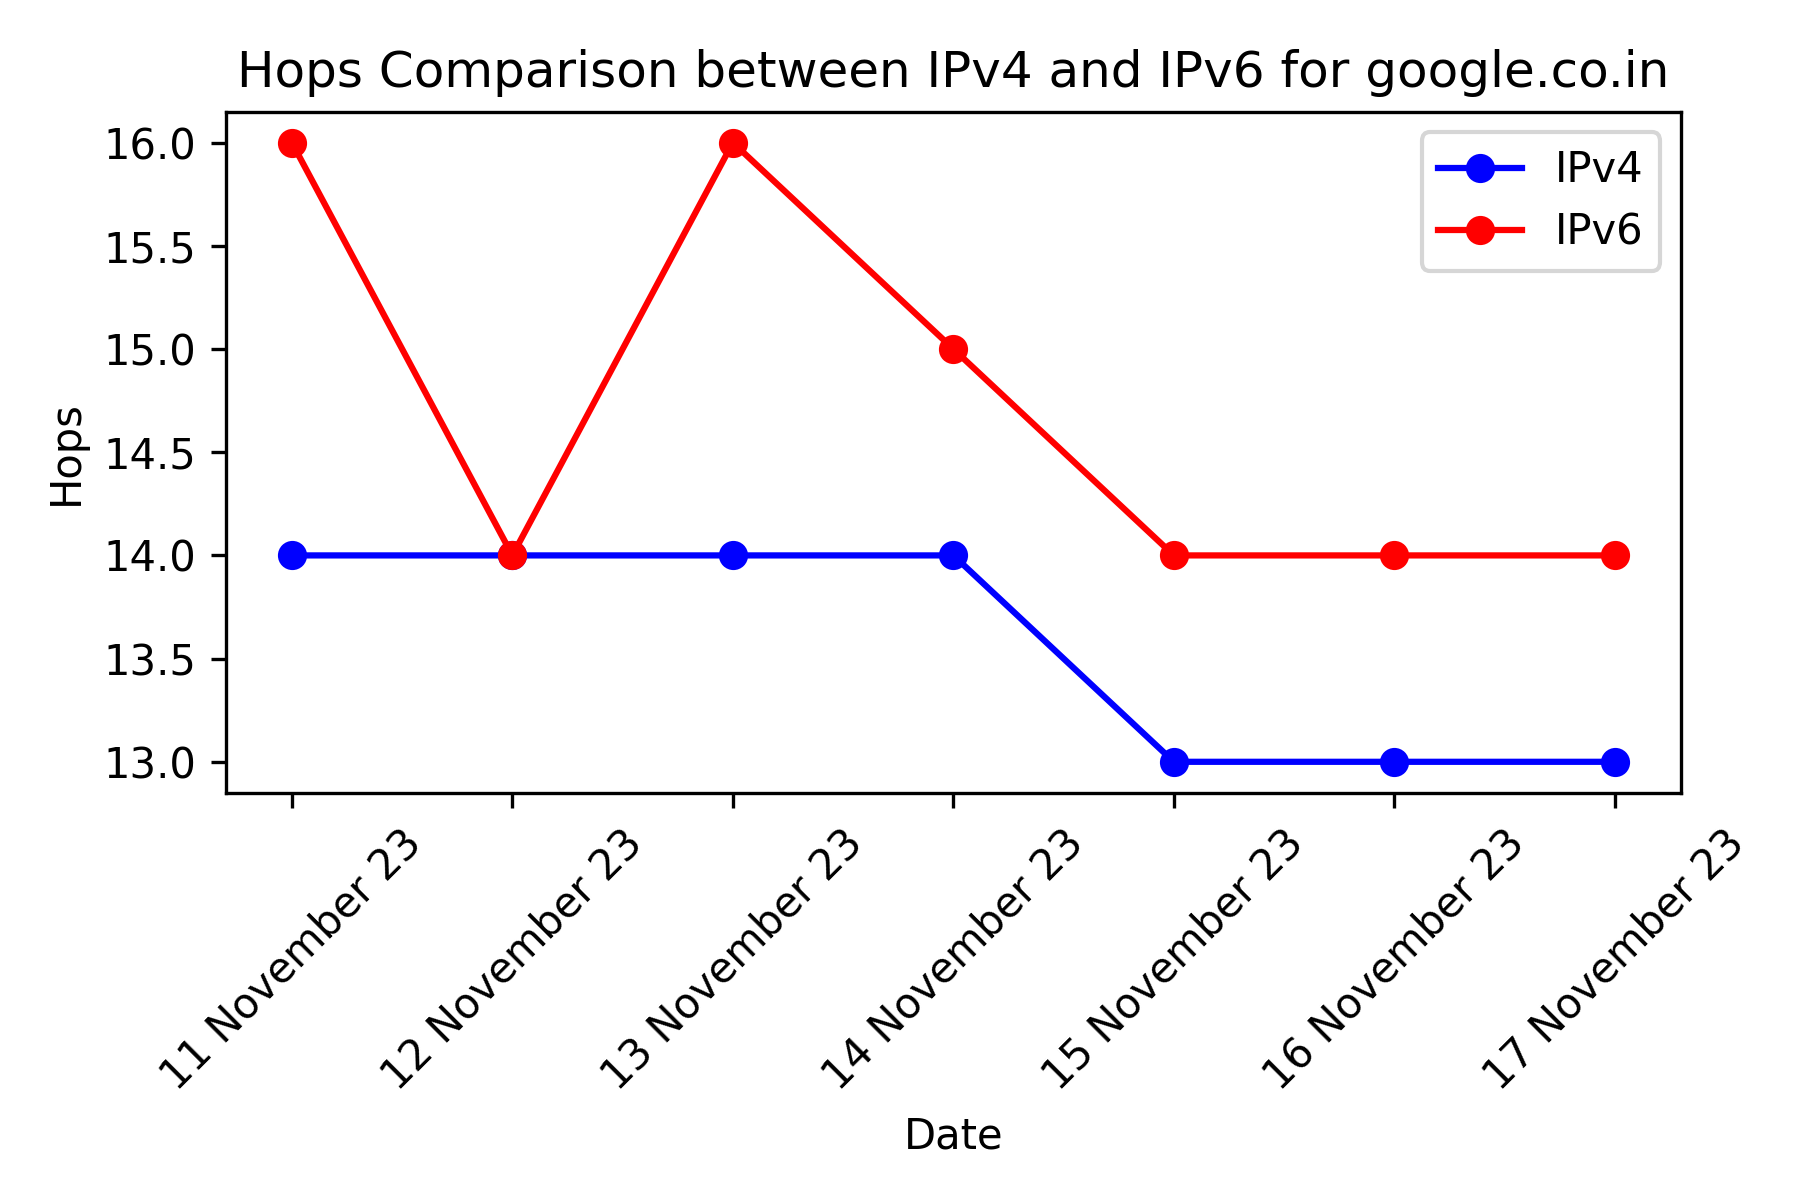 Hops Comparison between IPv4 and IPv6 for google.co.in
16.0
15.5
15.0
14.5
14.0
13.5
13.0
Hops
IPv4
IPv6
11 November 23
12 November 23
13 November 23
14 November 23
15 November 23
16 November 23
17 November 23
Date